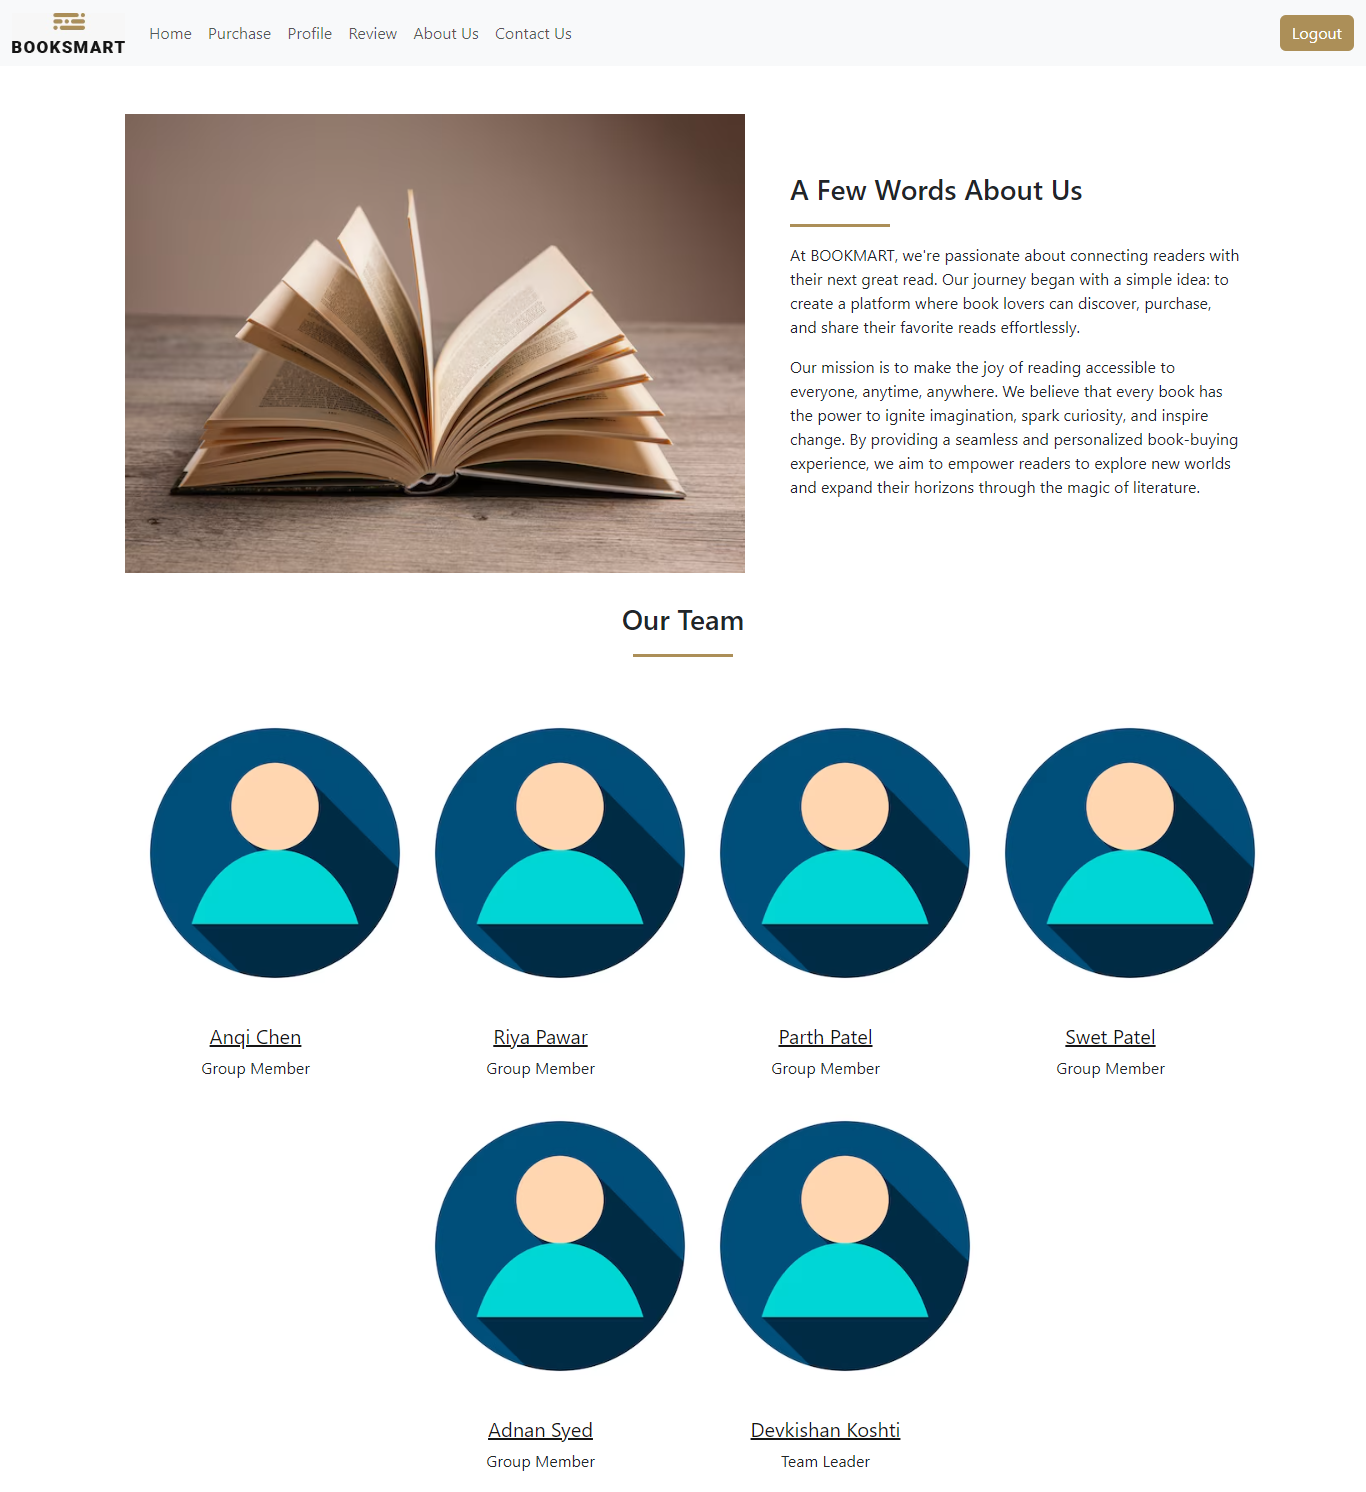 BOOKSMART
Home Purchase Profile Review About Us Contact Us Logout
A Few Words About Us
At BOOKMART, we're passionate about connecting readers with
their next great read. Our journey began with a simple idea: to
create a platform where book lovers can discover, purchase,
and share their favorite reads effortlessly.
Our mission is to make the joy of reading accessible to
everyone, anytime, anywhere. We believe that every book has
the power to ignite imagination, spark curiosity, and inspire
change. By providing a seamless and personalized book-buying
experience, we aim to empower readers to explore new worlds
and expand their horizons through the magic of literature.
Our Team
Anqi Chen
Group Member
Riya Pawar
Group Member
Parth Patel
Group Member
Swet Patel
Group Member
Adnan Syed
Group Member
Devkishan Koshti
Team Leader